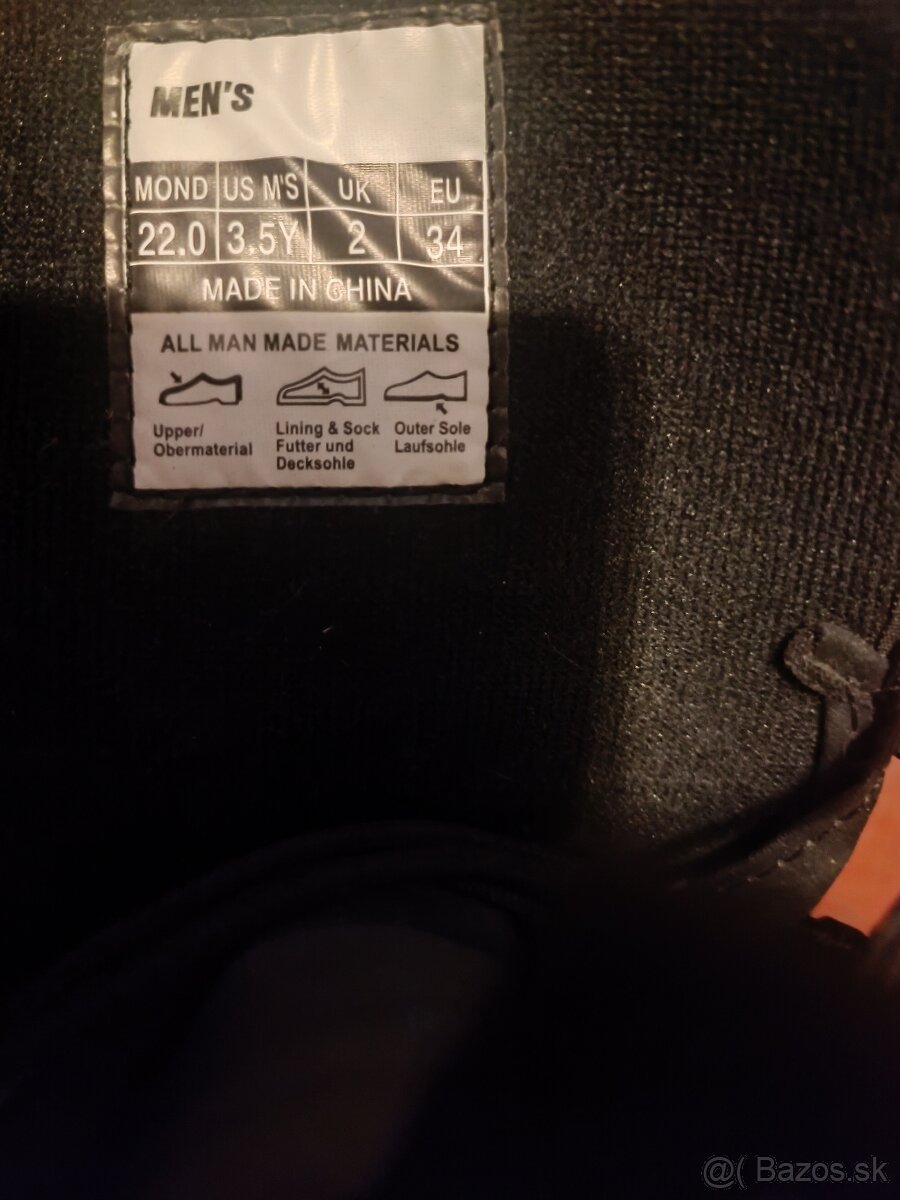 MEN'S
MOND US M'S UK EU
22.0 3.5Y 2 34
MADE IN CHINA
ALL MAN MADE MATERIALS
Upper/
Obermaterial
Lining & Sock
Futter und
Decksohle
Outer Sole
Laufsohle
@( Bazos.sk